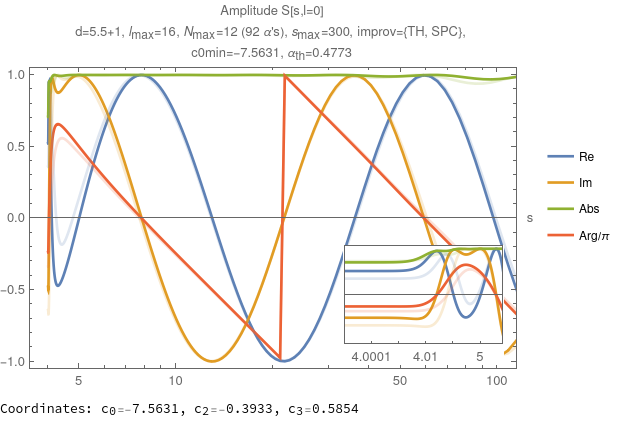 Amplitude S[s,l=0]
d=5.5+1, lmax=16, Nmax=12 (92 α's), smax=300, improv={TH, SPC},
c0min=-7.5631, αth=0.4773
1.0
0.5
0.0
-0.5
-1.0
5
10
50
100
s
Re
Im
Abs
Arg/π
4.0001
4.01
5
Coordinates: c0=-7.5631, c2=-0.3933, c3=0.5854